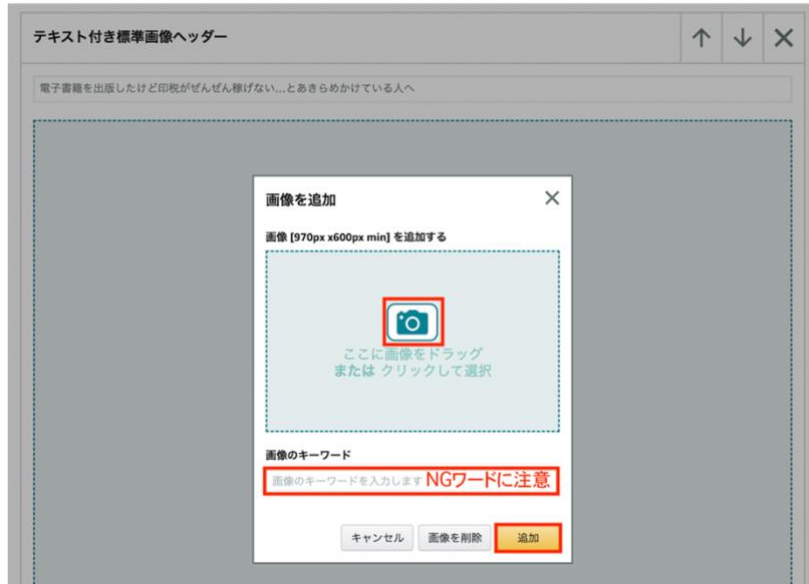 テキスト付き標準画像ヘッダー
電子書籍を出版したけど印税がぜんぜん稼げない...とあきらめかけている人へ
画像を追加
画像 [970px x600px min] を追加する
ここに画像をドラッグ
または クリックして選択
画像のキーワード
画像のキーワードを入力します NGワードに注意
キャンセル 画像を削除 追加